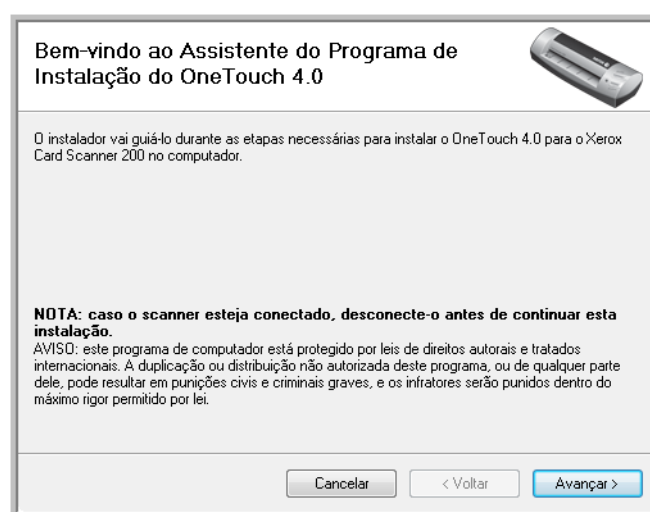 Bem-vindo ao Assistente do Programa de
Instalação do OneTouch 4.0
O instalador vai guiá-lo durante as etapas necessárias para instalar o OneTouch 4.0 para o Xerox
Card Scanner 200 no computador.
NOTA: caso o scanner esteja conectado, desconecte-o antes de continuar esta
instalação.
AVISO: este programa de computador está protegido por leis de direitos autorais e tratados
internacionais. A duplicação ou distribuição não autorizada deste programa, ou de qualquer parte
dele, pode resultar em punições civis e criminais graves, e os infratores serão punidos dentro do
máximo rigor permitido por lei.
Cancelar
< Voltar
Avançar >